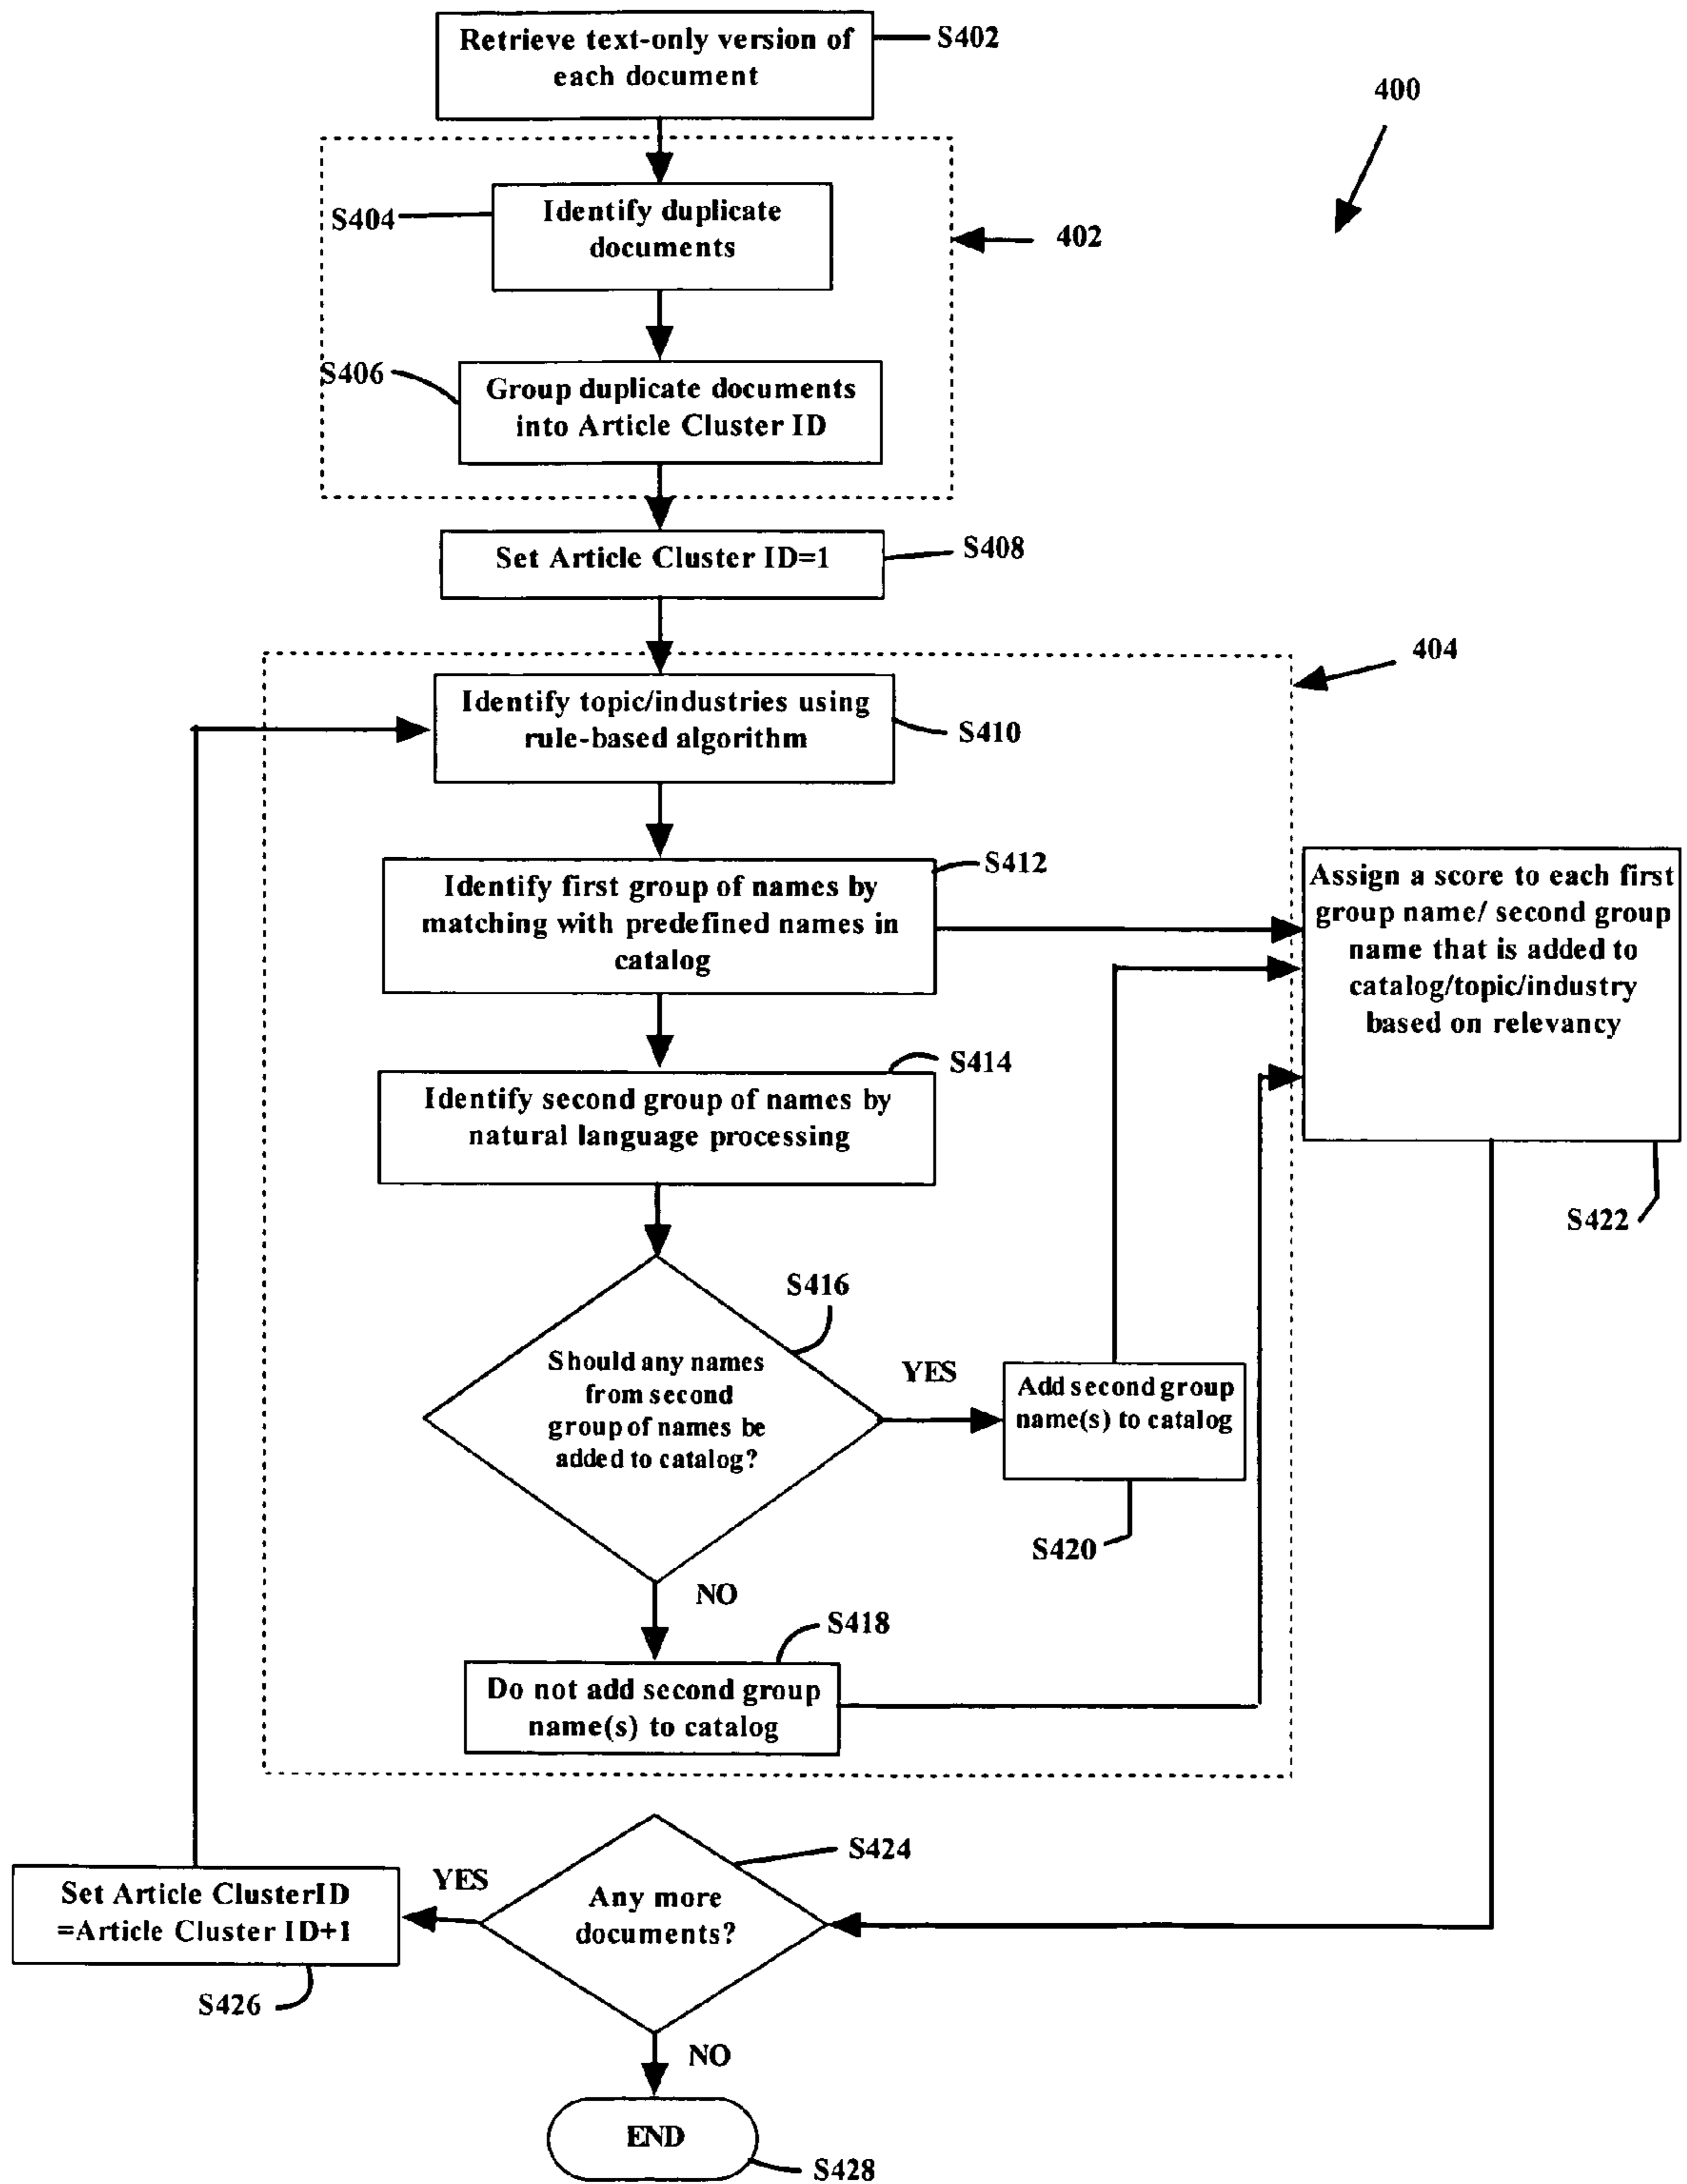 Retrieve text-only version of
each document
S402
400
S404
Identify duplicate
documents
402
S406
Group duplicate documents
into Article Cluster ID
Set Article Cluster ID=1
S408
404
Identify topic/industries using
rule-based algorithm
S410
S412
Identify first group of names by
matching with predefined names in
catalog
Assign a score to each first
group name/ second group
name that is added to
catalog/topic/industry
based on relevancy
S414
Identify second group of names by
natural language processing
S422
S416
Should any names
from second
group of names be
added to catalog?
YES
Add second group
name(s) to catalog
S420
NO
S418
Do not add second group
name(s) to catalog
S424
YES
Any more
documents?
Set Article ClusterID
=Article Cluster ID+1
S426
NO
END
S428